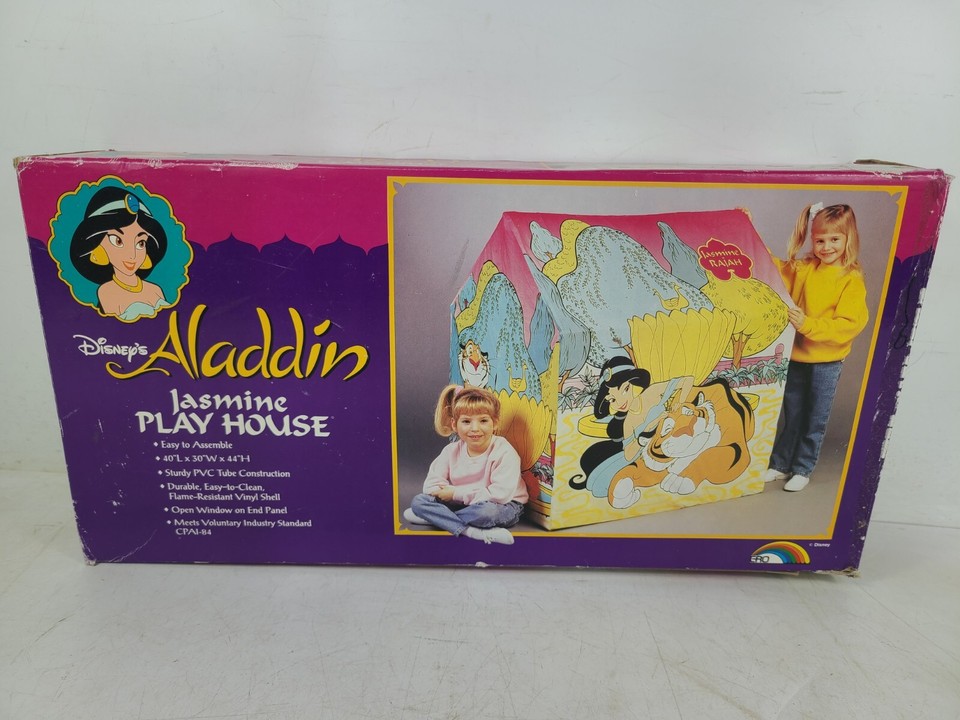 Disney's Aladdin
Jasmine
PLAY HOUSE
• Easy to Assemble
• 40"L x 30"W x 44"H
• Sturdy PVC Tube Construction
• Durable, Easy-to-Clean,
Flame-Resistant Vinyl Shell
• Open Window on End Panel
• Meets Voluntary Industry Standard
CPAI-84
Jasmine
RAJAH
ERO
© Disney